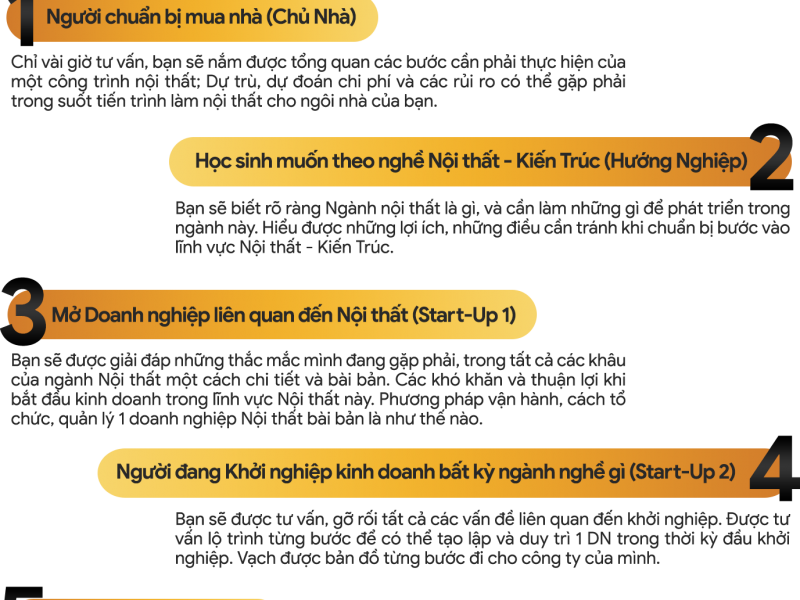 1
Người chuẩn bị mua nhà (Chủ Nhà)
Chỉ vài giờ tư vấn, bạn sẽ nắm được tổng quan các bước cần phải thực hiện của
một công trình nội thất; Dự trù, dự đoán chi phí và các rủi ro có thể gặp phải
trong suốt tiến trình làm nội thất cho ngôi nhà của bạn.
Học sinh muốn theo nghề Nội thất - Kiến Trúc (Hướng Nghiệp)
2
Bạn sẽ biết rõ ràng Ngành nội thất là gì, và cần làm những gì để phát triển trong
ngành này. Hiểu được những lợi ích, những điều cần tránh khi chuẩn bị bước vào
lĩnh vực Nội thất - Kiến Trúc.
3
Mở Doanh nghiệp liên quan đến Nội thất (Start-Up 1)
Bạn sẽ được giải đáp những thắc mắc mình đang gặp phải, trong tất cả các khâu
của ngành Nội thất một cách chi tiết và bài bản. Các khó khăn và thuận lợi khi
bắt đầu kinh doanh trong lĩnh vực Nội thất này. Phương pháp vận hành, cách tổ
chức, quản lý 1 doanh nghiệp Nội thất bài bản là như thế nào.
Người đang Khởi nghiệp kinh doanh bất kỳ ngành nghề gì (Start-Up 2)
4
Bạn sẽ được tư vấn, gỡ rối tất cả các vấn đề liên quan đến khởi nghiệp. Được tư
vấn lộ trình từng bước để có thể tạo lập và duy trì 1 DN trong thời kỳ đầu khởi
nghiệp. Vạch được bản đồ từng bước đi cho công ty của mình.